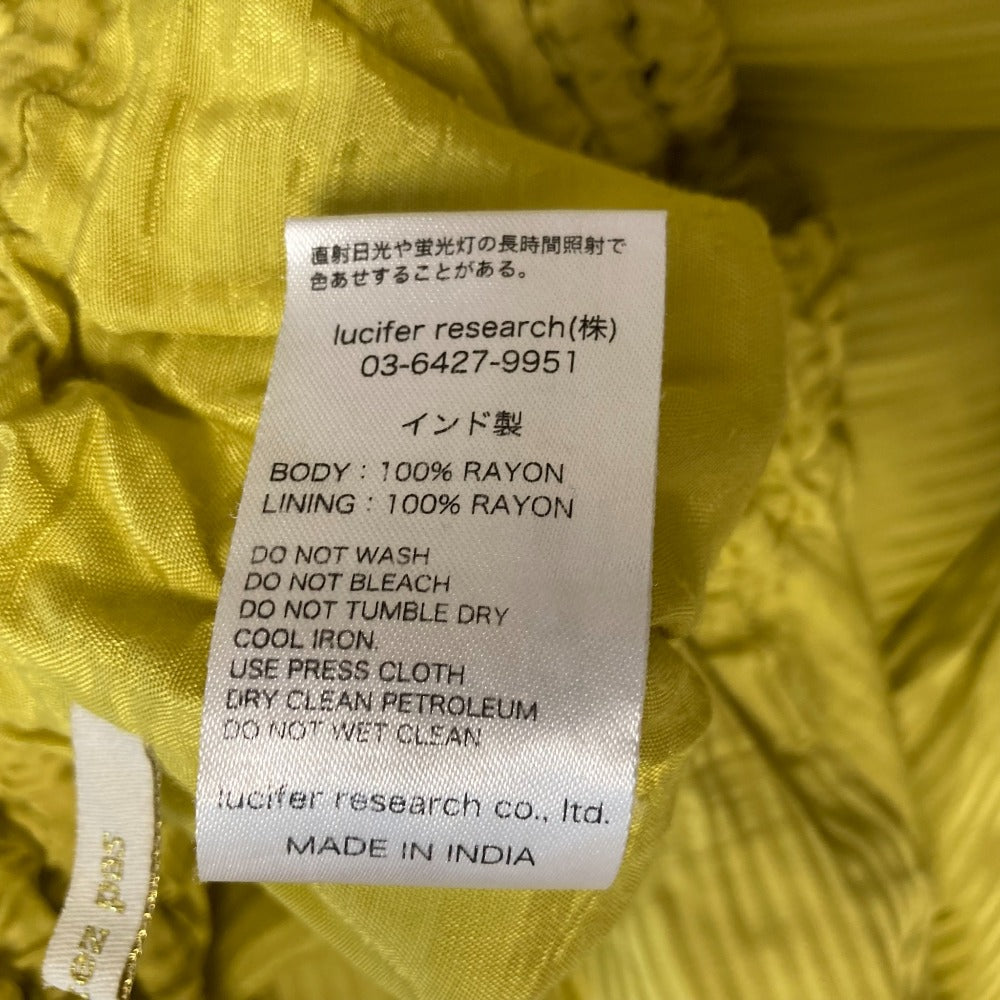 直射日光や蛍光灯の長時間照射で
色あせすることがある。
lucifer research(株)
03-6427-9951
インド製
BODY : 100% RAYON
LINING : 100% RAYON
DO NOT WASH
DO NOT BLEACH
DO NOT TUMBLE DRY
COOL IRON.
USE PRESS CLOTH
DRY CLEAN PETROLEUM
DO NOT WET CLEAN
lucifer research co., ltd.
MADE IN INDIA